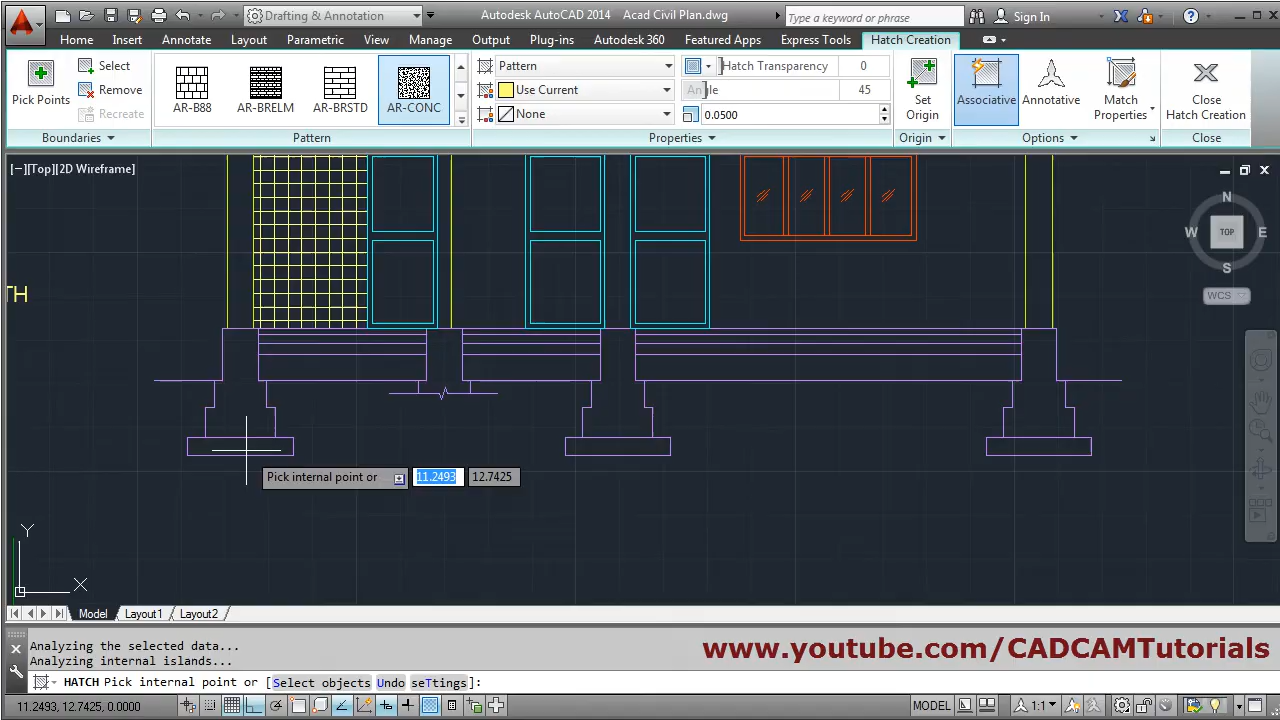 Drafting & Annotation
Autodesk AutoCAD 2014 Acad Civil Plan.dwg
Type a keyword or phrase
Sign In
Home Insert Annotate Layout Parametric View Manage Output Plug-ins Autodesk 360 Featured Apps Express Tools Hatch Creation
Pick Points
Select
Remove
Recreate
AR-B88 AR-BRELM AR-BRSTD AR-CONC
Pattern
Use Current
None
Hatch Transparency 0
Angle 45
0.0500
Set Origin
Associative
Annotative
Match Properties
Close Hatch Creation
Boundaries Pattern Properties Origin Options Close
[−][Top][2D Wireframe]
N
W TOP E
S
WCS
TH
Pick internal point or 11.2493 12.7425
Y
X
Model Layout1 Layout2
Analyzing the selected data...
Analyzing internal islands...
www.youtube.com/CADCAMTutorials
HATCH Pick internal point or [Select objects Undo seTtings]:
11.2493, 12.7425, 0.0000
MODEL
1:1